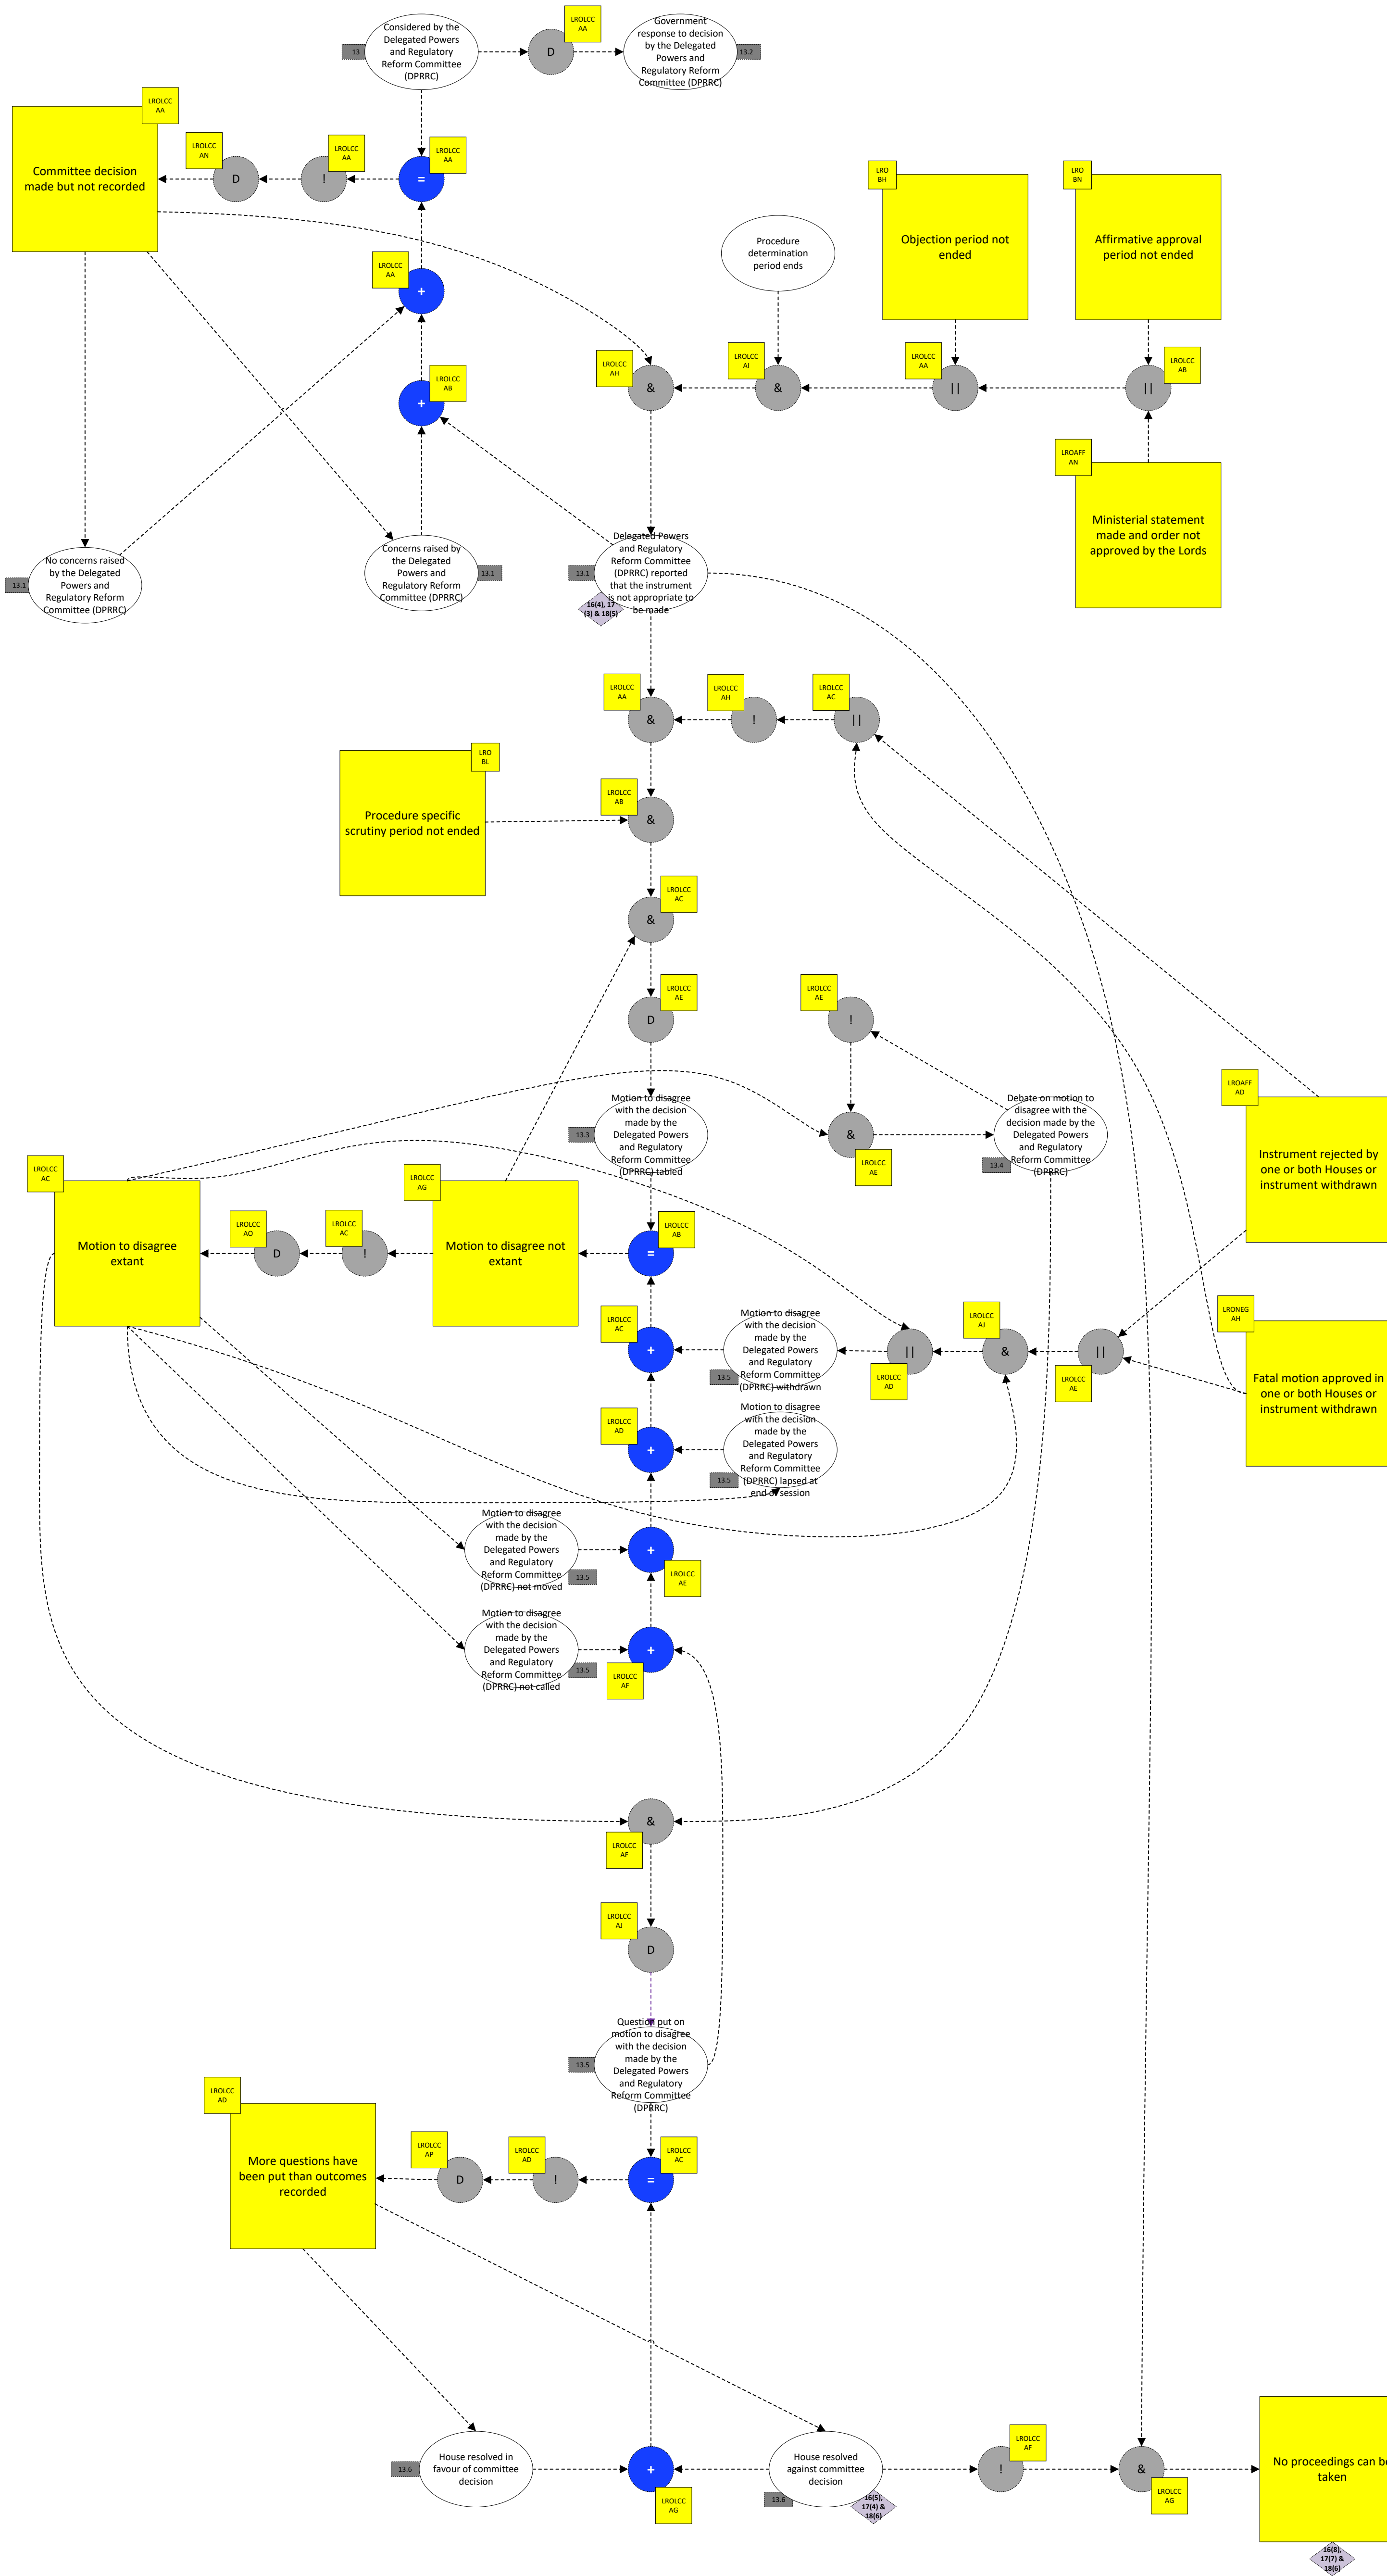 LROLCC
AA
Considered by the
Delegated Powers
and Regulatory
Reform Committee
(DPRRC)
13
D
Government
response to decision
by the Delegated
Powers and
Regulatory Reform
Committee (DPRRC)
13.2
LROLCC
AA
Committee decision
made but not recorded
LROLCC
AN
D
LROLCC
AA
!
LROLCC
AA
=
LRO
BH
Objection period not
ended
LRO
BN
Affirmative approval
period not ended
Procedure
determination
period ends
LROLCC
AA
+
LROLCC
AB
+
LROLCC
AH
&
LROLCC
AI
&
LROLCC
AA
||
LROLCC
AB
||
LROAFF
AN
Ministerial statement
made and order not
approved by the Lords
13.1
No concerns raised
by the Delegated
Powers and
Regulatory Reform
Committee (DPRRC)
Concerns raised by
the Delegated
Powers and
Regulatory Reform
Committee (DPRRC)
13.1
13.1
Delegated Powers
and Regulatory
Reform Committee
(DPRRC) reported
that the instrument
is not appropriate to
be made
16(4), 17
(3) & 18(5)
LROLCC
AA
&
LROLCC
AH
!
LROLCC
AC
||
LRO
BL
Procedure specific
scrutiny period not ended
LROLCC
AB
&
LROLCC
AC
&
LROLCC
AE
D
LROLCC
AE
!
13.3
Motion to disagree
with the decision
made by the
Delegated Powers
and Regulatory
Reform Committee
(DPRRC) tabled
&
LROLCC
AE
Debate on motion to
disagree with the
decision made by the
Delegated Powers
and Regulatory
Reform Committee
(DPRRC)
13.4
LROAFF
AD
Instrument rejected by
one or both Houses or
instrument withdrawn
LROLCC
AC
Motion to disagree
extant
LROLCC
AO
D
LROLCC
AC
!
LROLCC
AG
Motion to disagree not
extant
LROLCC
AB
=
LROLCC
AC
+
Motion to disagree
with the decision
made by the
Delegated Powers
and Regulatory
Reform Committee
(DPRRC) withdrawn
13.5
||
LROLCC
AD
LROLCC
AJ
&
||
LROLCC
AE
LRONEG
AH
Fatal motion approved in
one or both Houses or
instrument withdrawn
LROLCC
AD
+
Motion to disagree
with the decision
made by the
Delegated Powers
and Regulatory
Reform Committee
(DPRRC) lapsed at
end of session
13.5
Motion to disagree
with the decision
made by the
Delegated Powers
and Regulatory
Reform Committee
(DPRRC) not moved
13.5
+
LROLCC
AE
Motion to disagree
with the decision
made by the
Delegated Powers
and Regulatory
Reform Committee
(DPRRC) not called
13.5
+
LROLCC
AF
&
LROLCC
AF
LROLCC
AJ
D
13.5
Question put on
motion to disagree
with the decision
made by the
Delegated Powers
and Regulatory
Reform Committee
(DPRRC)
LROLCC
AD
More questions have
been put than outcomes
recorded
LROLCC
AP
D
LROLCC
AD
!
LROLCC
AC
=
13.6
House resolved in
favour of committee
decision
+
LROLCC
AG
House resolved
against committee
decision
13.6
16(5),
17(4) &
18(6)
LROLCC
AF
!
&
LROLCC
AG
No proceedings can be
taken
16(8),
17(7) &
18(6)